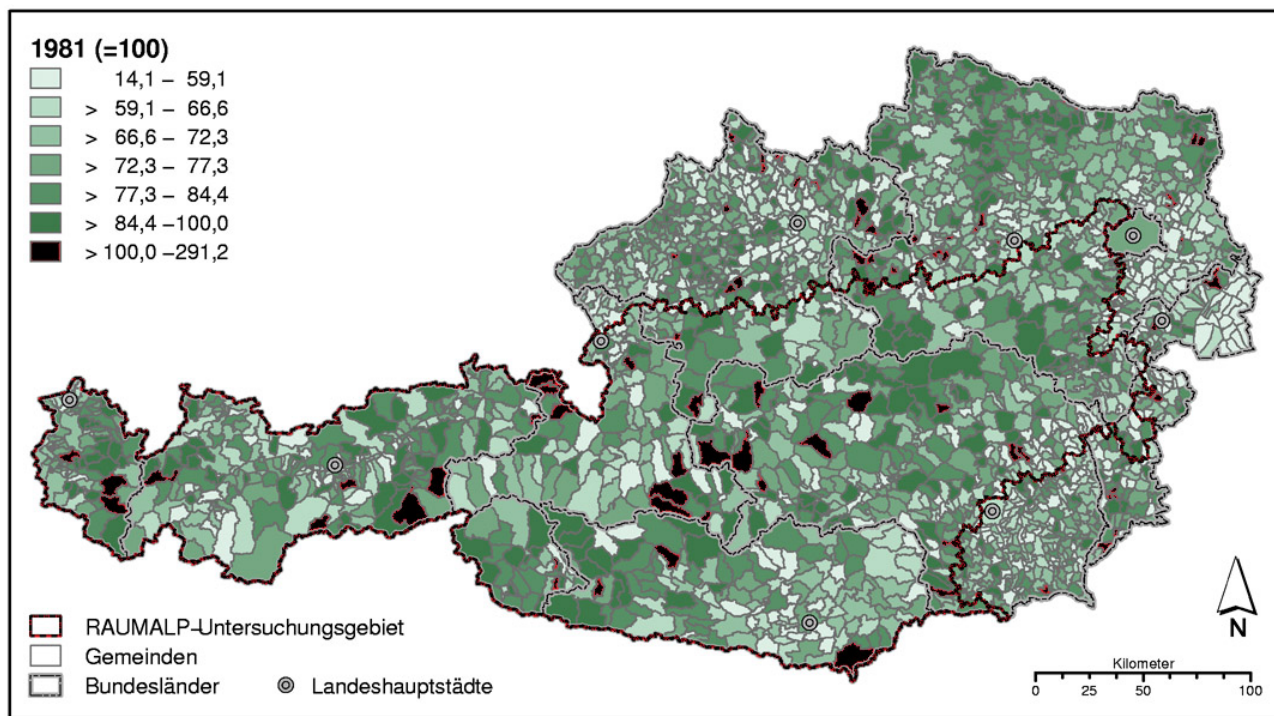 1981 (=100)
14,1 – 59,1
> 59,1 – 66,6
> 66,6 – 72,3
> 72,3 – 77,3
> 77,3 – 84,4
> 84,4 –100,0
> 100,0 –291,2
RAUMALP–Untersuchungsgebiet
Gemeinden
Bundesländer
Landeshauptstädte
N
Kilometer
0 25 50 100